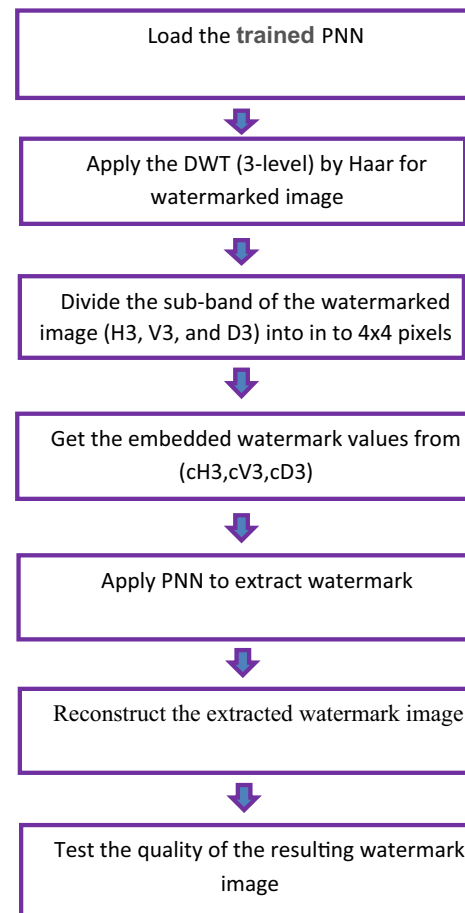 Load the trained PNN
Apply the DWT (3-level) by Haar for
watermarked image
Divide the sub-band of the watermarked
image (H3, V3, and D3) into in to 4x4 pixels
Get the embedded watermark values from
(cH3,cV3,cD3)
Apply PNN to extract watermark
Reconstruct the extracted watermark image
Test the quality of the resulting watermark
image